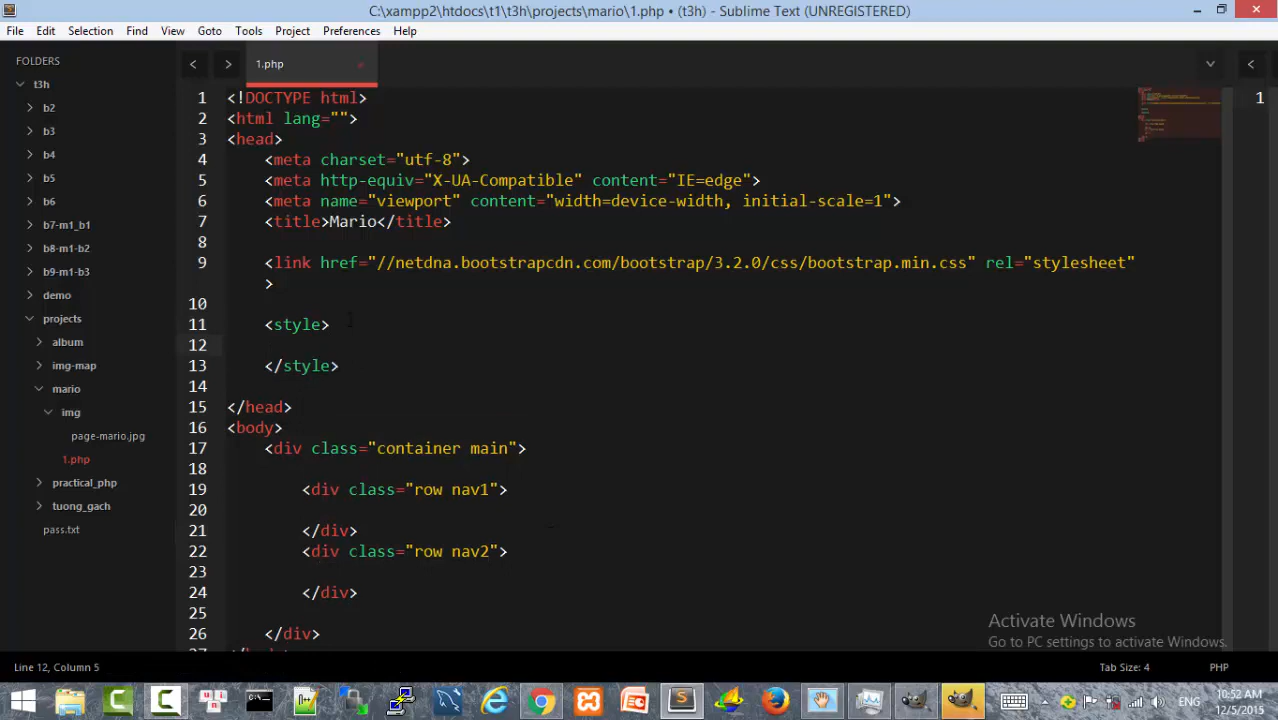 C:\xampp2\htdocs\t1\t3h\projects\mario\1.php • (t3h) - Sublime Text (UNREGISTERED)
File Edit Selection Find View Goto Tools Project Preferences Help
FOLDERS
t3h
b2
b3
b4
b5
b6
b7-m1_b1
b8-m1-b2
b9-m1-b3
demo
projects
album
img-map
mario
img
page-mario.jpg
1.php
practical_php
tuong_gach
pass.txt
1.php
1 <!DOCTYPE html>
2 <html lang="">
3 <head>
4 <meta charset="utf-8">
5 <meta http-equiv="X-UA-Compatible" content="IE=edge">
6 <meta name="viewport" content="width=device-width, initial-scale=1">
7 <title>Mario</title>
8
9 <link href="//netdna.bootstrapcdn.com/bootstrap/3.2.0/css/bootstrap.min.css" rel="stylesheet"
>
10
11 <style>
12
13 </style>
14
15 </head>
16 <body>
17 <div class="container main">
18
19 <div class="row nav1">
20
21 </div>
22 <div class="row nav2">
23
24 </div>
25
26 </div>
1
Activate Windows
Go to PC settings to activate Windows.
Line 12, Column 5
Tab Size: 4
PHP
ENG
10:52 AM
12/5/2015